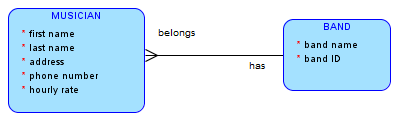 MUSICIAN
* first name
* last name
* address
* phone number
* hourly rate
belongs
has
BAND
* band name
* band ID